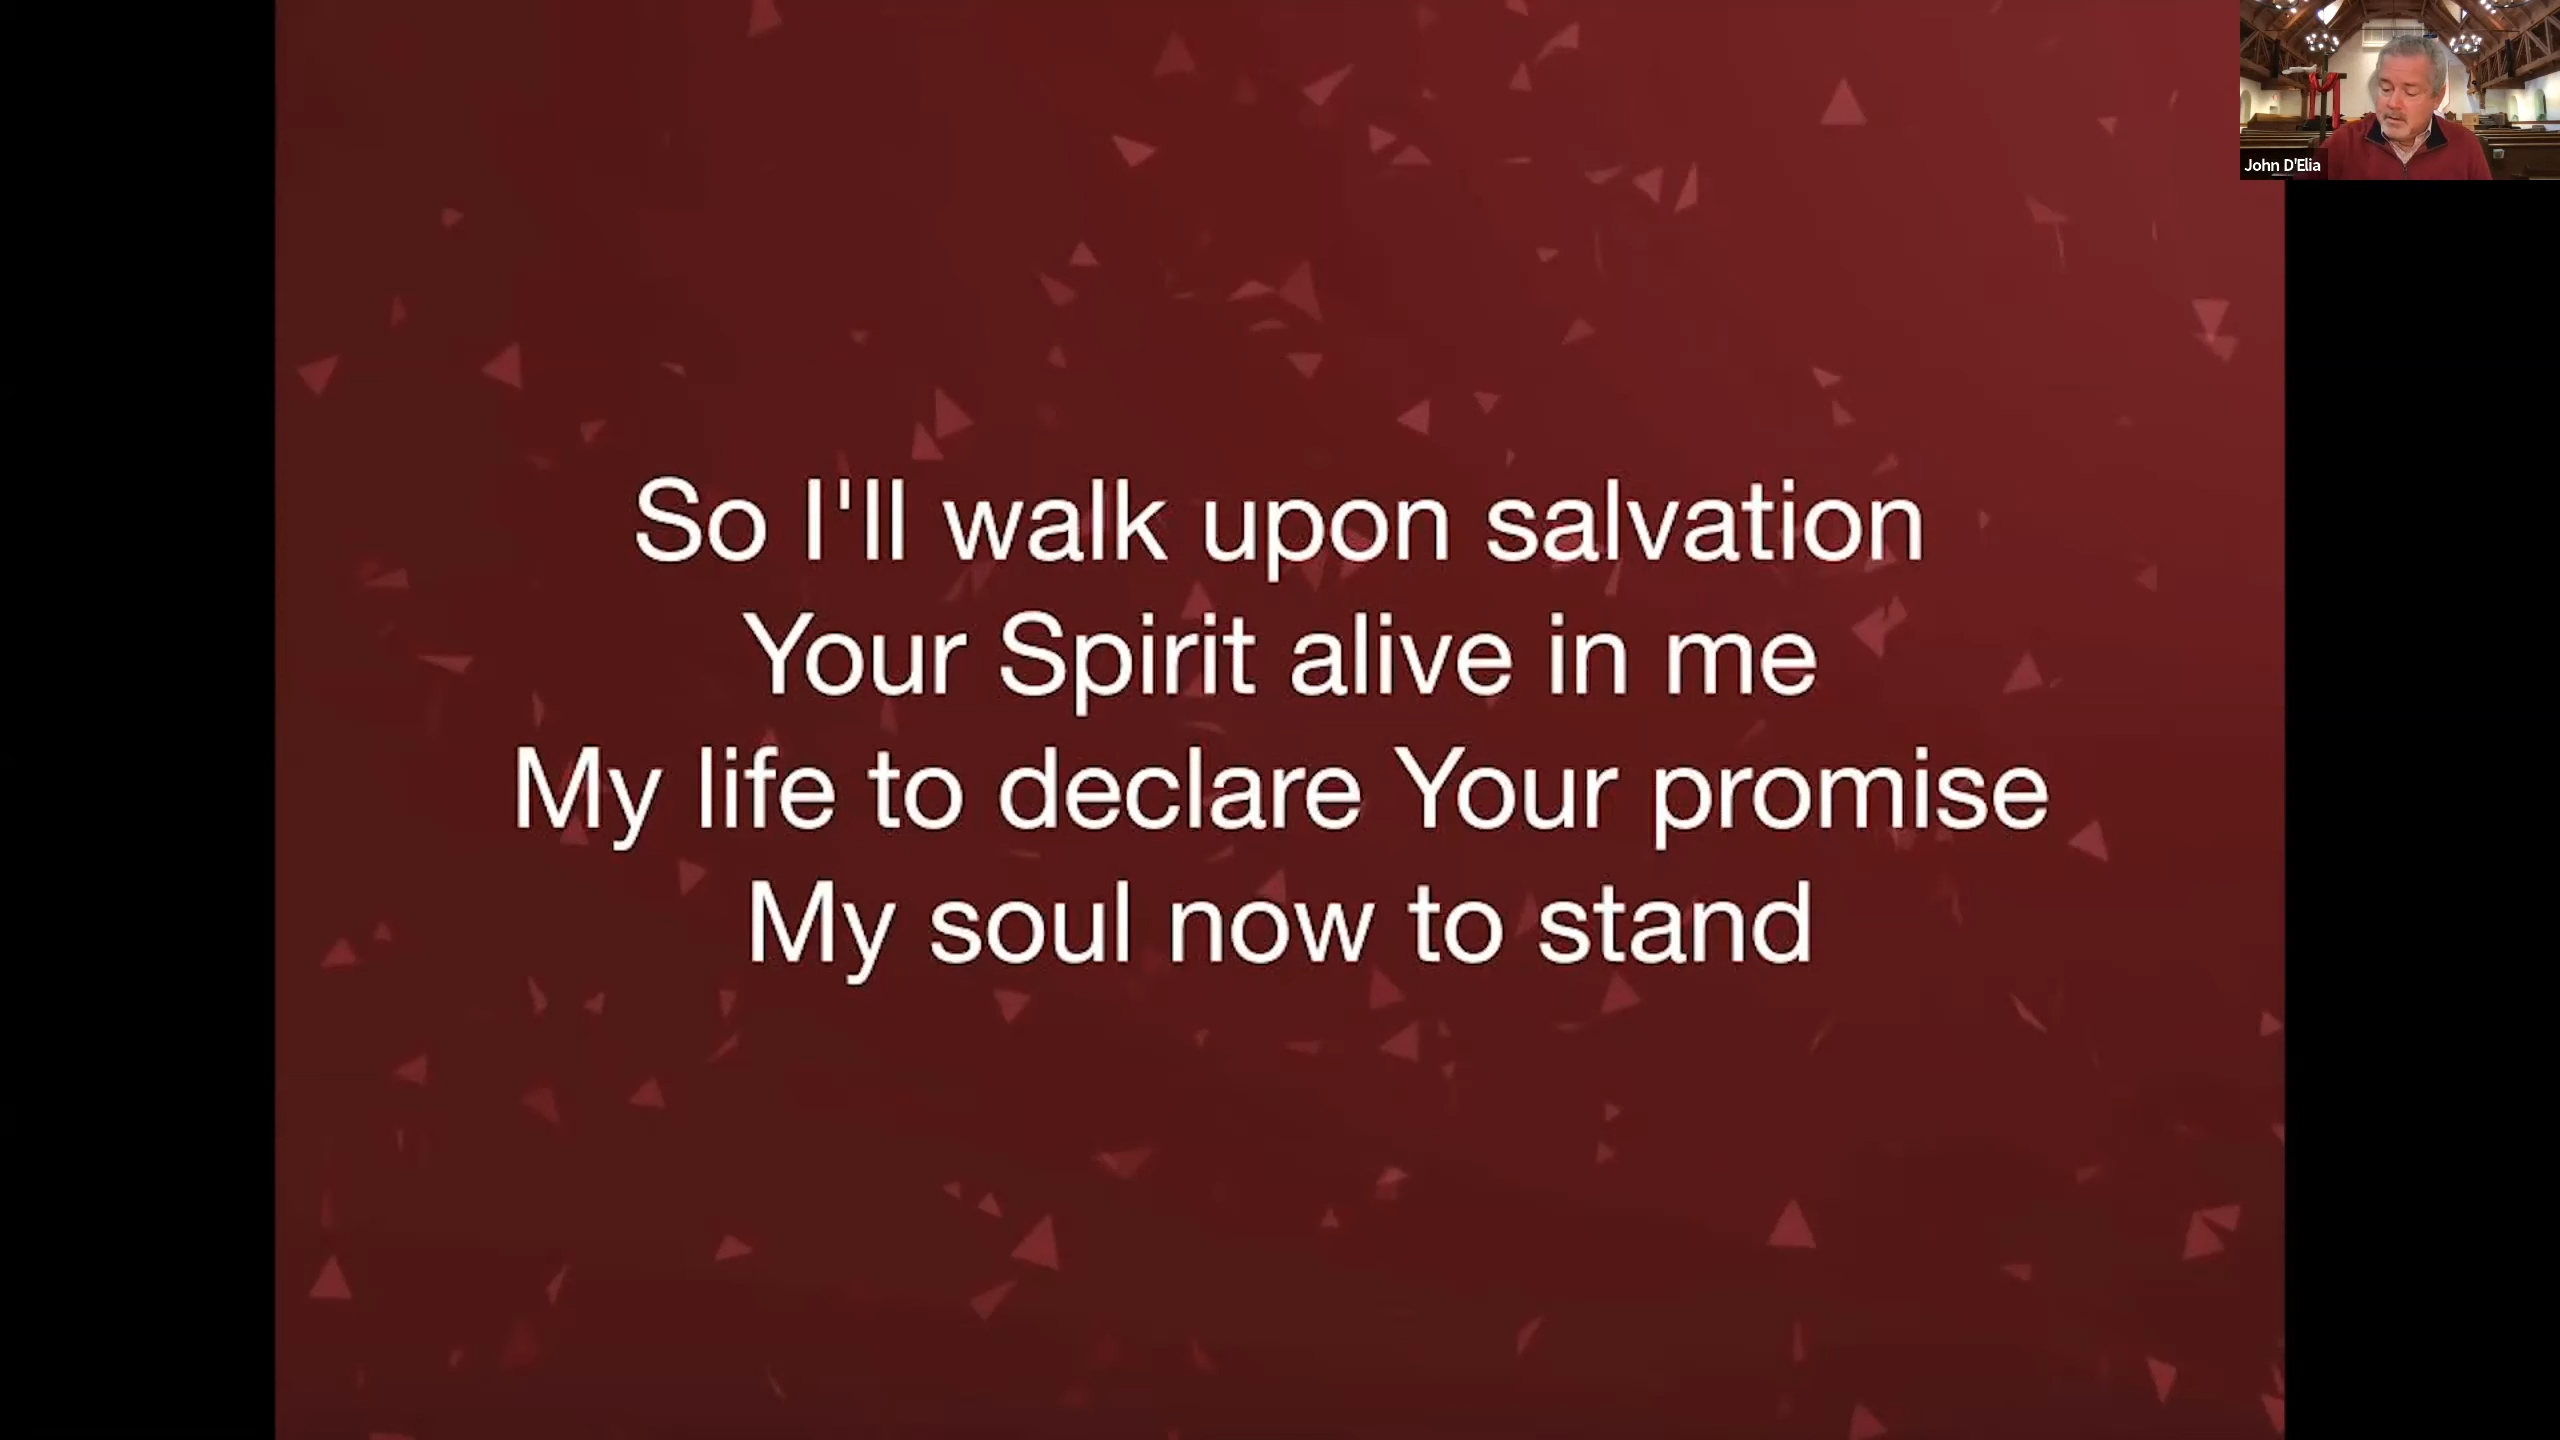 So I'll walk upon salvation
Your Spirit alive in me
My life to declare Your promise
My soul now to stand
John D'Elia